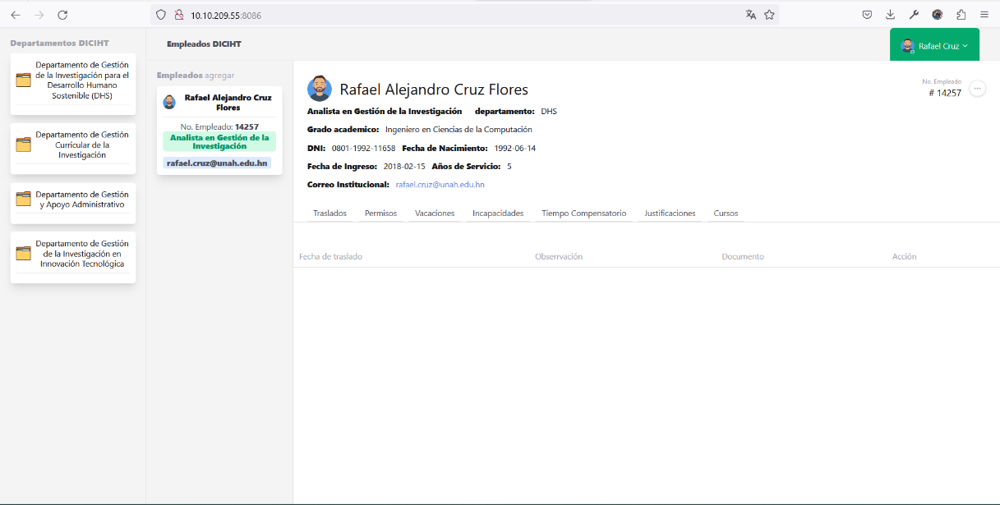 10.10.209.55:8086
Departamentos DICIHT
Departamento de Gestión
de la Investigación para el
Desarrollo Humano
Sostenible (DHS)
Departamento de Gestión
Curricular de la
Investigación
Departamento de Gestión
y Apoyo Administrativo
Departamento de Gestión
de la Investigación en
Innovación Tecnológica
Empleados DICIHT
Rafael Cruz
Empleados agregar
Rafael Alejandro Cruz
Flores
No. Empleado: 14257
Analista en Gestión de la
Investigación
rafael.cruz@unah.edu.hn
Rafael Alejandro Cruz Flores
No. Empleado
# 14257
Analista en Gestión de la Investigación departamento: DHS
Grado academico: Ingeniero en Ciencias de la Computación
DNI: 0801-1992-11658 Fecha de Nacimiento: 1992-06-14
Fecha de Ingreso: 2018-02-15 Años de Servicio: 5
Correo Institucional: rafael.cruz@unah.edu.hn
Traslados Permisos Vacaciones Incapacidades Tiempo Compensatorio Justificaciones Cursos
Fecha de traslado Obserrvación Documento Acción